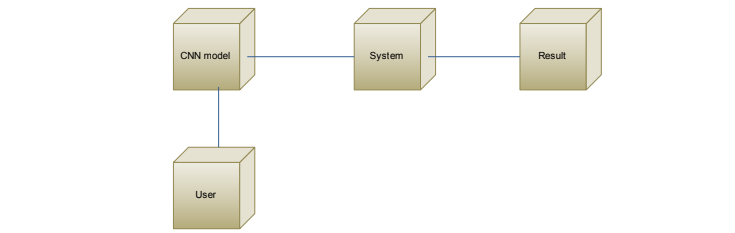 CNN model
System
Result
User